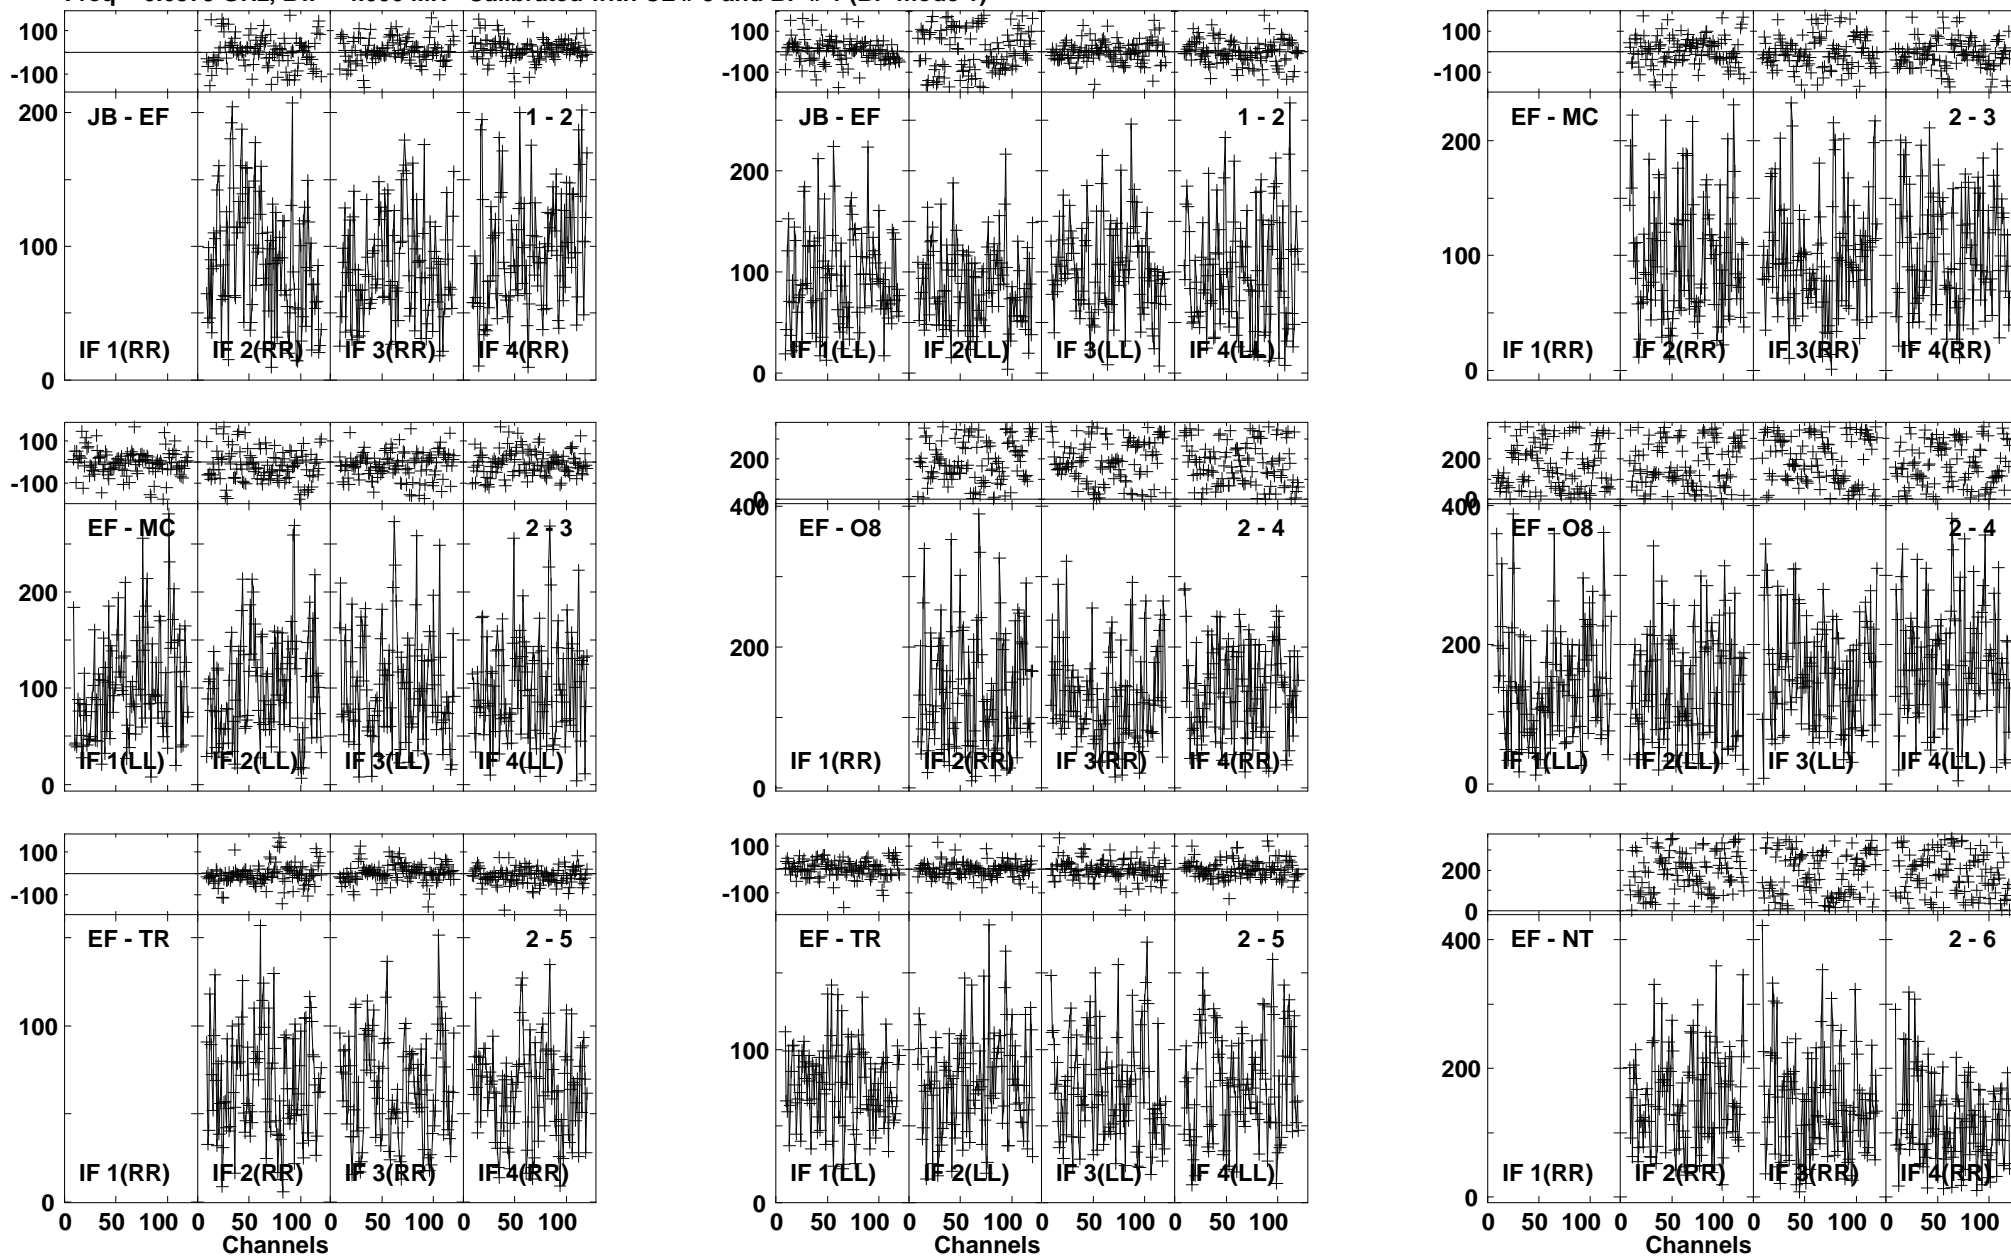 100
-100
200
100
0
JB - EF
1 - 2
IF 1(RR)
IF 2(RR)
IF 3(RR)
IF 4(RR)
100
-100
200
100
0
JB - EF
1 - 2
IF 1(LL)
IF 2(LL)
IF 3(LL)
IF 4(LL)
100
-100
200
100
0
EF - MC
2 - 3
IF 1(RR)
IF 2(RR)
IF 3(RR)
IF 4(RR)
100
-100
200
100
0
EF - MC
2 - 3
IF 1(LL)
IF 2(LL)
IF 3(LL)
IF 4(LL)
200
0
400
200
0
EF - O8
2 - 4
IF 1(RR)
IF 2(RR)
IF 3(RR)
IF 4(RR)
200
0
400
200
0
EF - O8
2 - 4
IF 1(LL)
IF 2(LL)
IF 3(LL)
IF 4(LL)
100
-100
100
0
EF - TR
2 - 5
IF 1(RR)
IF 2(RR)
IF 3(RR)
IF 4(RR)
0 50 100 0 50 100 0 50 100 0 50 100
Channels
100
-100
100
0
EF - TR
2 - 5
IF 1(LL)
IF 2(LL)
IF 3(LL)
IF 4(LL)
0 50 100 0 50 100 0 50 100 0 50 100
Channels
200
0
400
200
0
EF - NT
2 - 6
IF 1(RR)
IF 2(RR)
IF 3(RR)
IF 4(RR)
0 50 100 0 50 100 0 50 100 0 50 100
Channels